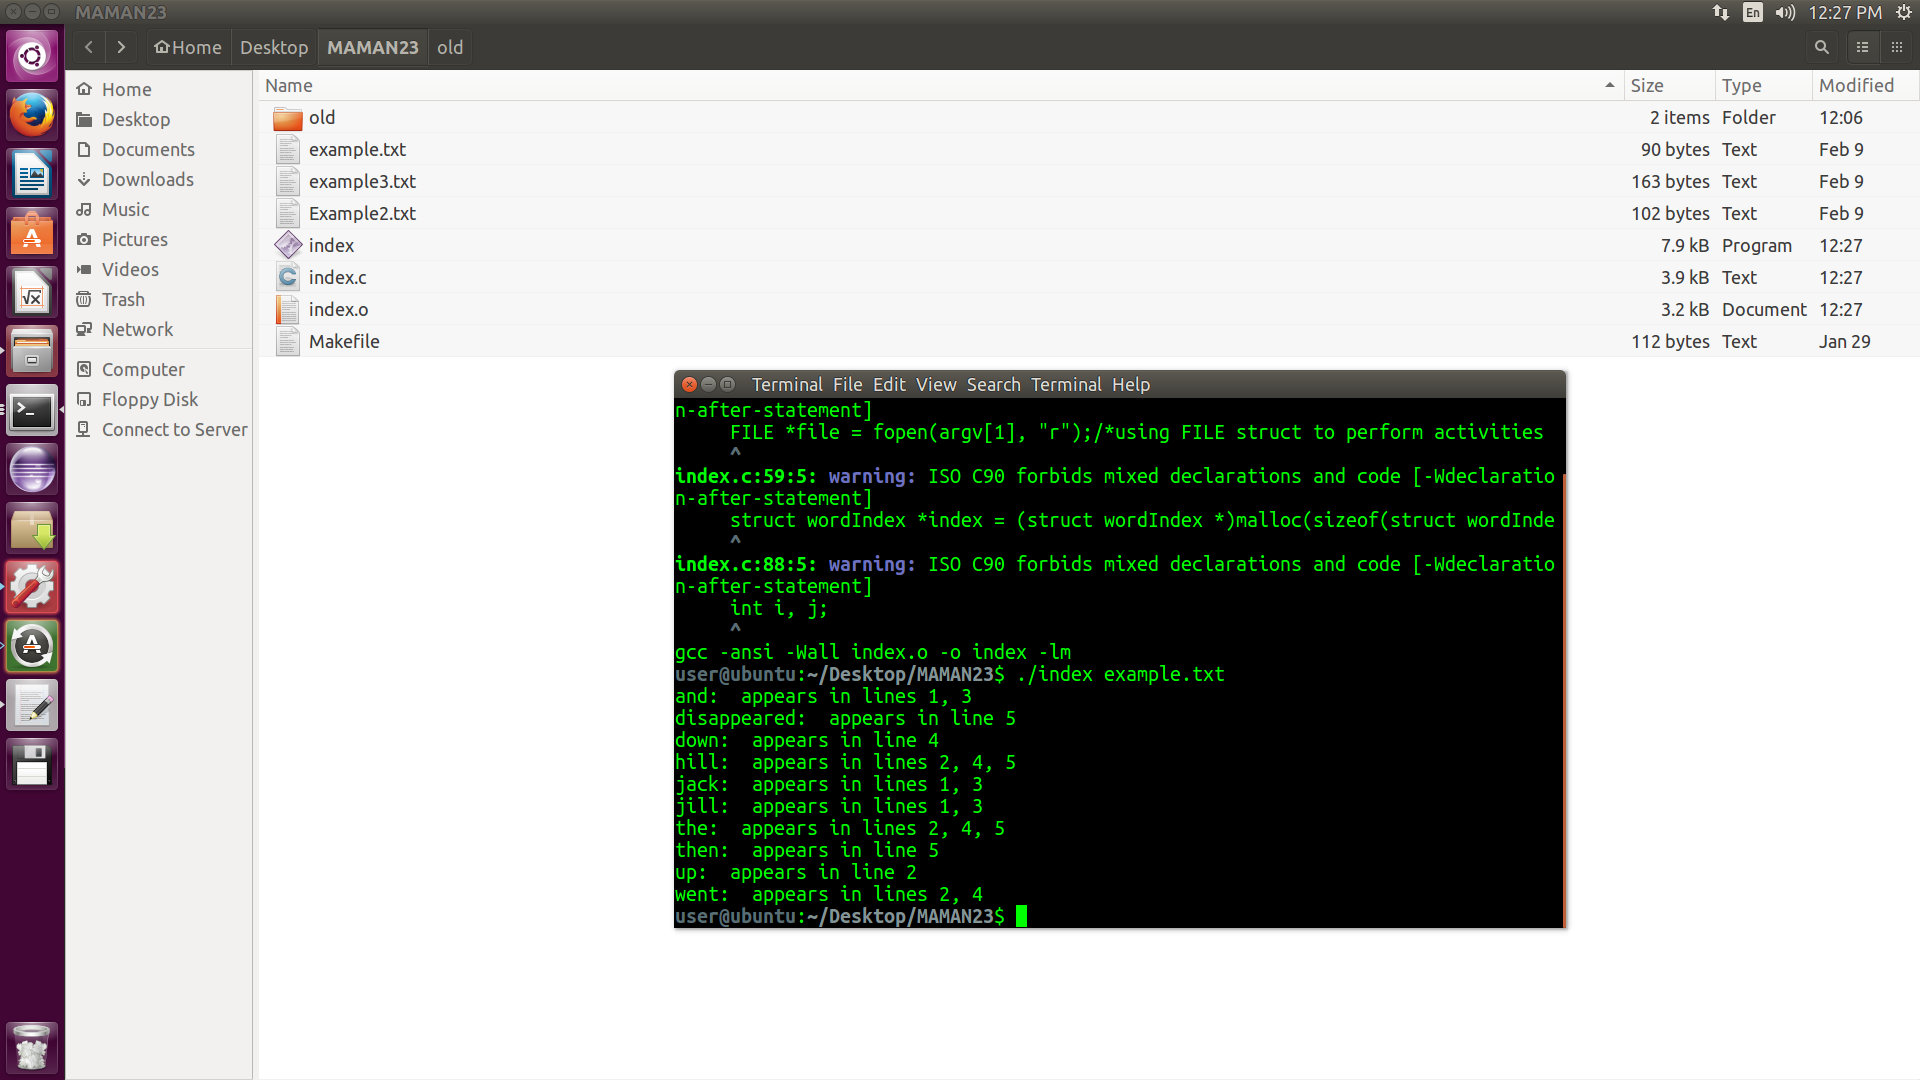 MAMAN23
En
12:27 PM
Home Desktop MAMAN23 old
Home
Desktop
Documents
Downloads
Music
Pictures
Videos
Trash
Network
Computer
Floppy Disk
Connect to Server
Name Size Type Modified
old 2 items Folder 12:06
example.txt 90 bytes Text Feb 9
example3.txt 163 bytes Text Feb 9
Example2.txt 102 bytes Text Feb 9
index 7.9 kB Program 12:27
index.c 3.9 kB Text 12:27
index.o 3.2 kB Document 12:27
Makefile 112 bytes Text Jan 29
Terminal File Edit View Search Terminal Help
n-after-statement]
FILE *file = fopen(argv[1], "r");/*using FILE struct to perform activities
^
index.c:59:5: warning: ISO C90 forbids mixed declarations and code [-Wdeclaratio
n-after-statement]
struct wordIndex *index = (struct wordIndex *)malloc(sizeof(struct wordInde
^
index.c:88:5: warning: ISO C90 forbids mixed declarations and code [-Wdeclaratio
n-after-statement]
int i, j;
^
gcc -ansi -Wall index.o -o index -lm
user@ubuntu:~/Desktop/MAMAN23$ ./index example.txt
and:  appears in lines 1, 3
disappeared:  appears in line 5
down:  appears in line 4
hill:  appears in lines 2, 4, 5
jack:  appears in lines 1, 3
jill:  appears in lines 1, 3
the:  appears in lines 2, 4, 5
then:  appears in line 5
up:  appears in line 2
went:  appears in lines 2, 4
user@ubuntu:~/Desktop/MAMAN23$